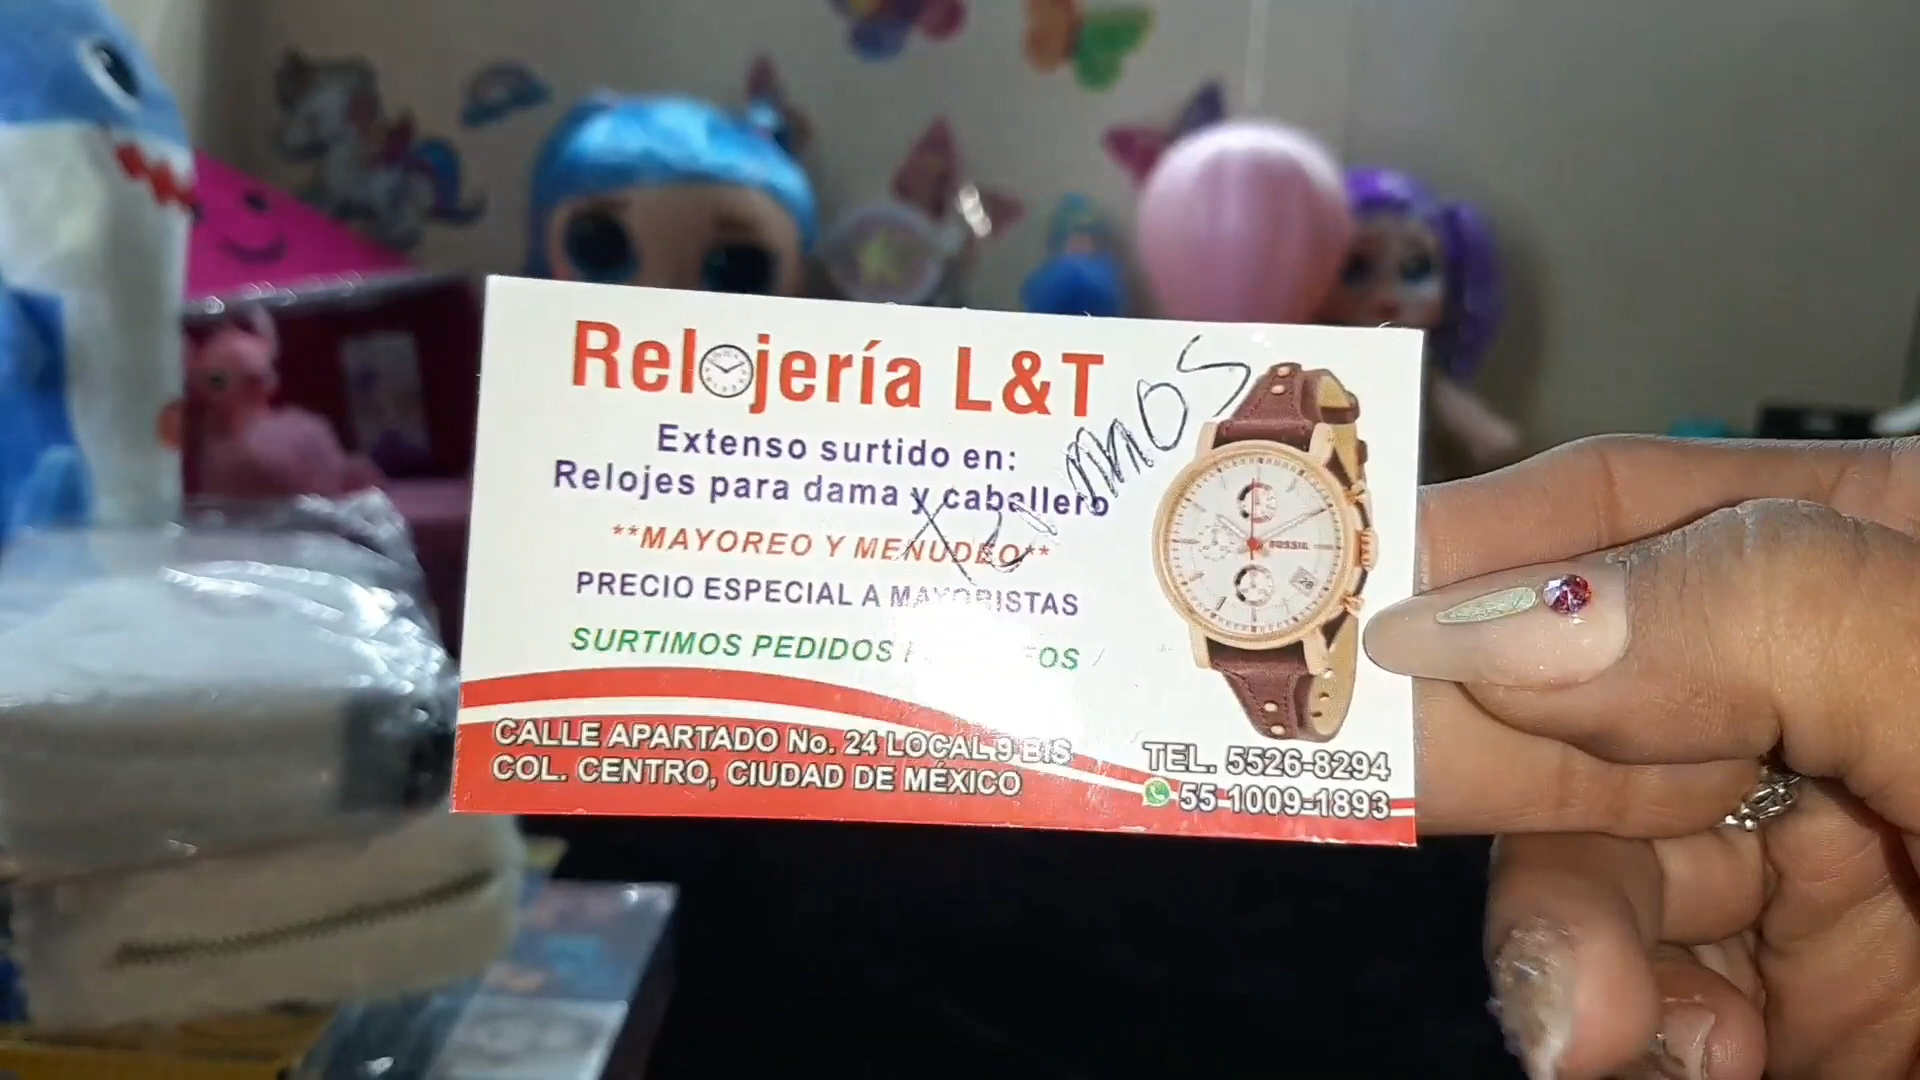 Relojería L&T
Extenso surtido en:
Relojes para dama y caballero
**MAYOREO Y MENUDEO**
PRECIO ESPECIAL A MAYORISTAS
SURTIMOS PEDIDOS
CALLE APARTADO No. 24 LOCAL 9 BIS
COL. CENTRO, CIUDAD DE MÉXICO
TEL. 5526-8294
55 1009-1893
FOSSIL
28